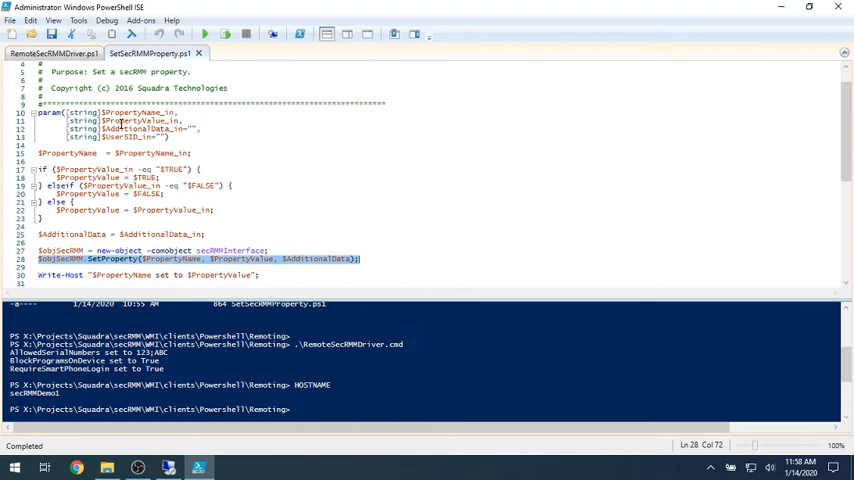 Administrator: Windows PowerShell ISE
File Edit View Tools Debug Add-ons Help
RemoteSecRMMDriver.ps1 SetSecRMMProperty.ps1
4 #
5 # Purpose: Set a secRMM property.
6 #
7 # Copyright (c) 2016 Squadra Technologies
8 #
10 param([string]$PropertyName_in,
11 [string]$PropertyValue_in,
12 [string]$AdditionalData_in="",
13 [string]$UserSID_in="")
14
15 $PropertyName = $PropertyName_in;
16
17 if ($PropertyValue_in -eq "$TRUE") {
18 $PropertyValue = $TRUE;
19 } elseif ($PropertyValue_in -eq "$FALSE") {
20 $PropertyValue = $FALSE;
21 } else {
22 $PropertyValue = $PropertyValue_in;
23 }
24
25 $AdditionalData = $AdditionalData_in;
26
27 $objSecRMM = new-object -comobject secRMMInterface;
28 $objSecRMM.SetProperty($PropertyName, $PropertyValue, $AdditionalData);
29
30 Write-Host "$PropertyName set to $PropertyValue";
31
-a---- 1/14/2020 10:55 AM 864 SetSecRMMProperty.ps1
PS X:\Projects\Squadra\secRMM\WMI\clients\Powershell\Remoting>
PS X:\Projects\Squadra\secRMM\WMI\clients\Powershell\Remoting> .\RemoteSecRMMDriver.cmd
AllowedSerialNumbers set to 123;ABC
BlockProgramsOnDevice set to True
RequireSmartPhoneLogin set to True
PS X:\Projects\Squadra\secRMM\WMI\clients\Powershell\Remoting> HOSTNAME
secRMMDemo1
PS X:\Projects\Squadra\secRMM\WMI\clients\Powershell\Remoting>
Completed Ln 28 Col 72 100%
11:58 AM
1/14/2020